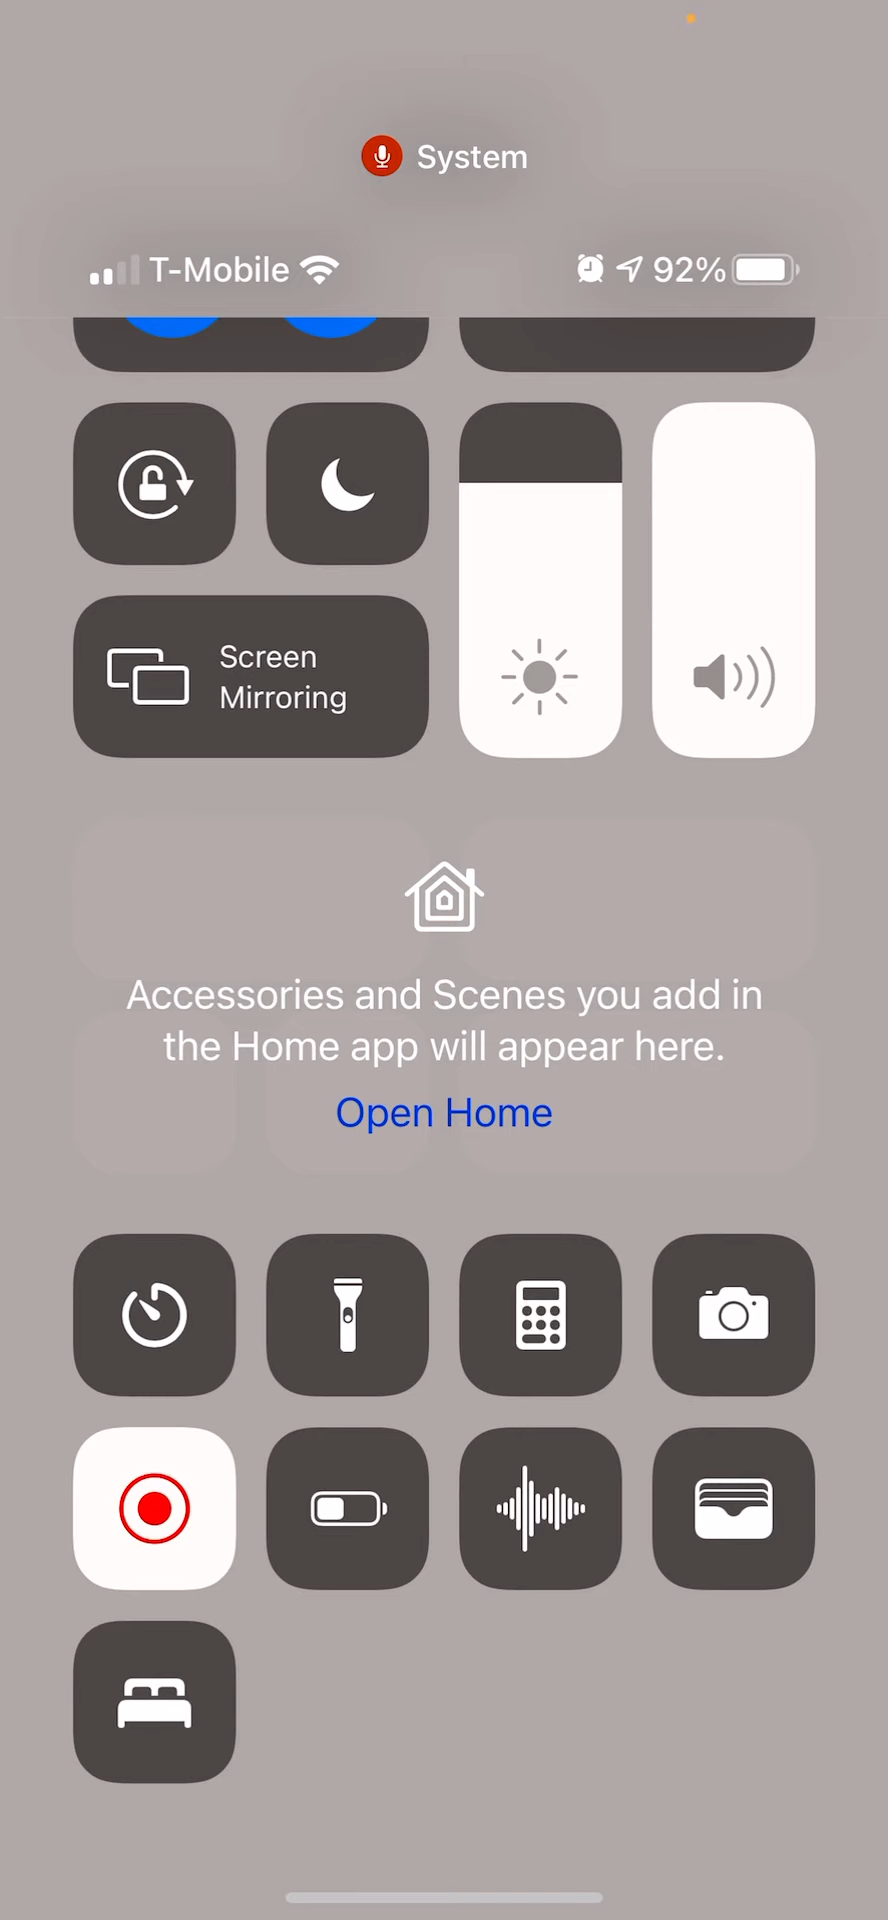 System
T-Mobile 92%
Screen
Mirroring
Accessories and Scenes you add in
the Home app will appear here.
Open Home